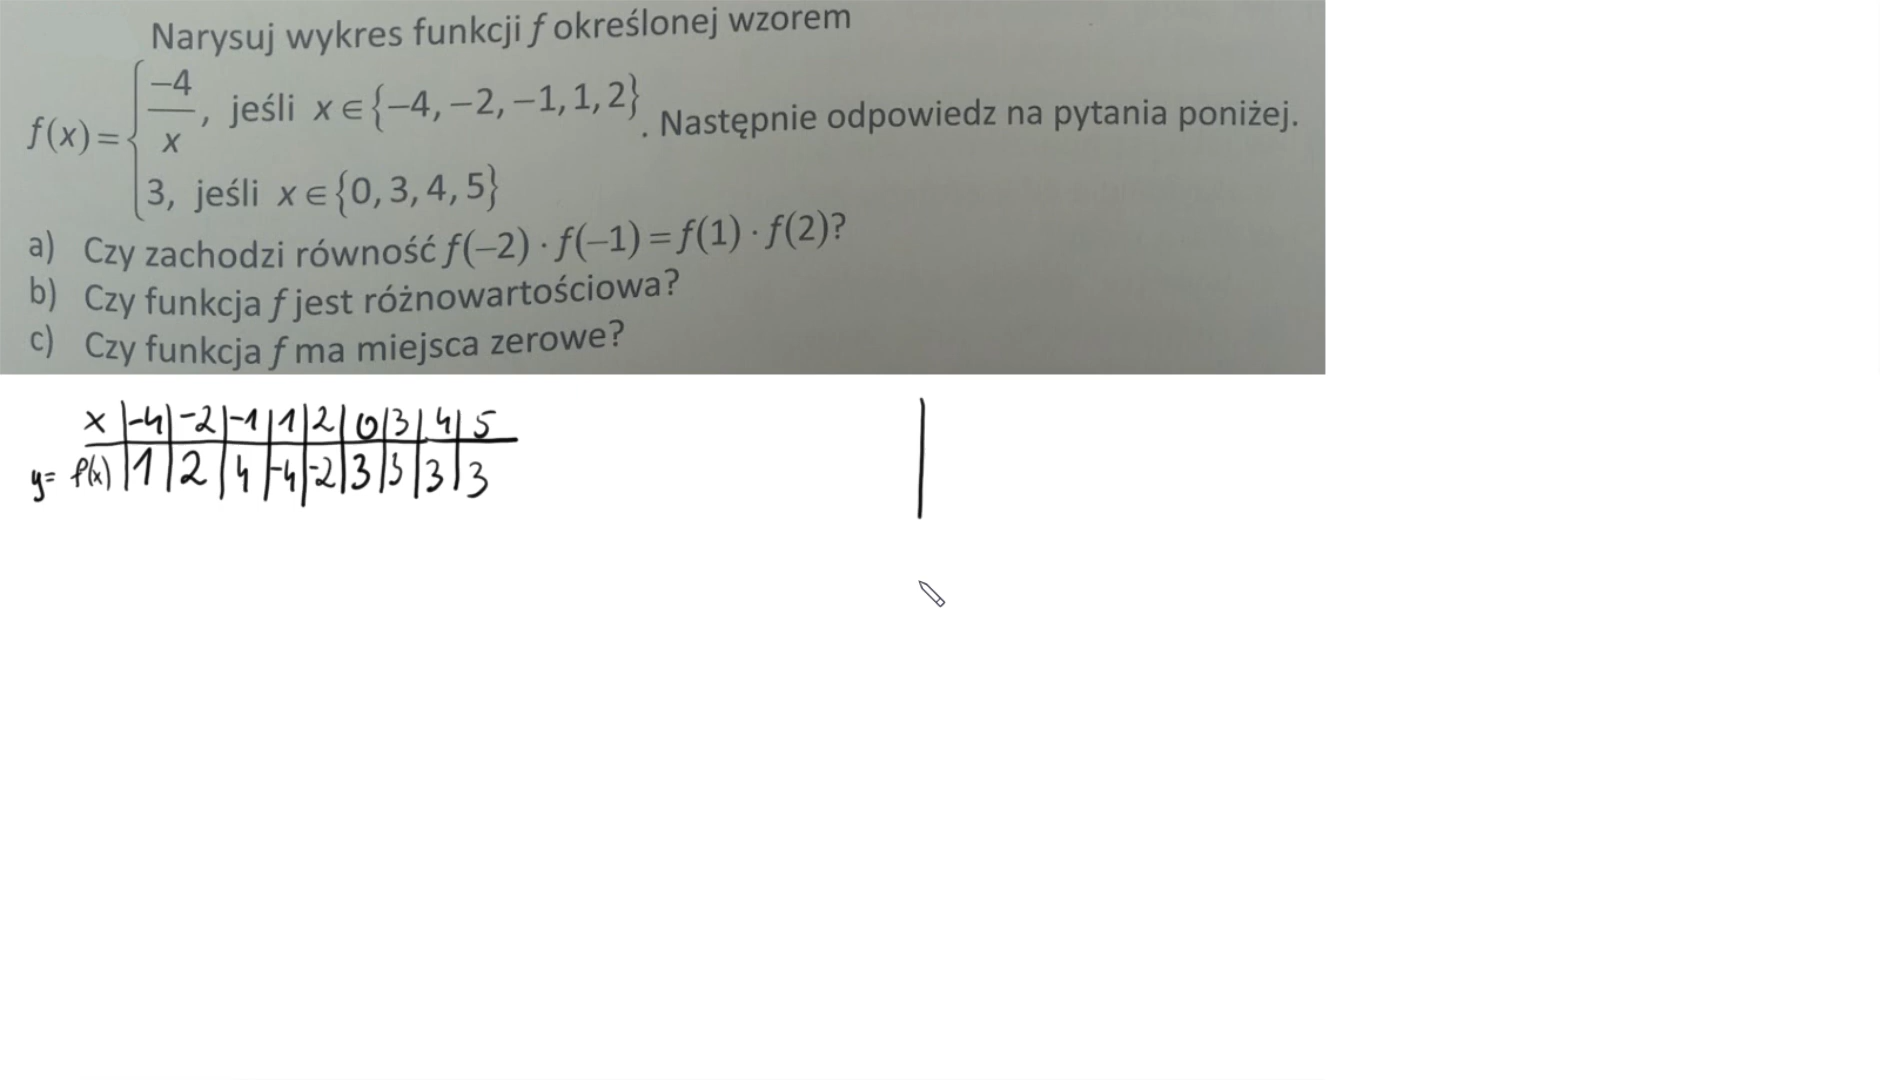 Narysuj wykres funkcji f określonej wzorem
f(x) = { −4/x, jeśli x ∈ {−4, −2, −1, 1, 2}
3, jeśli x ∈ {0, 3, 4, 5}
. Następnie odpowiedz na pytania poniżej.
a) Czy zachodzi równość f(−2) · f(−1) = f(1) · f(2)?
b) Czy funkcja f jest różnowartościowa?
c) Czy funkcja f ma miejsca zerowe?
x | -4 | -2 | -1 | 1 | 2 | 0 | 3 | 4 | 5
y= f(x) | 1 | 2 | 4 | -4 | -2 | 3 | 3 | 3 | 3